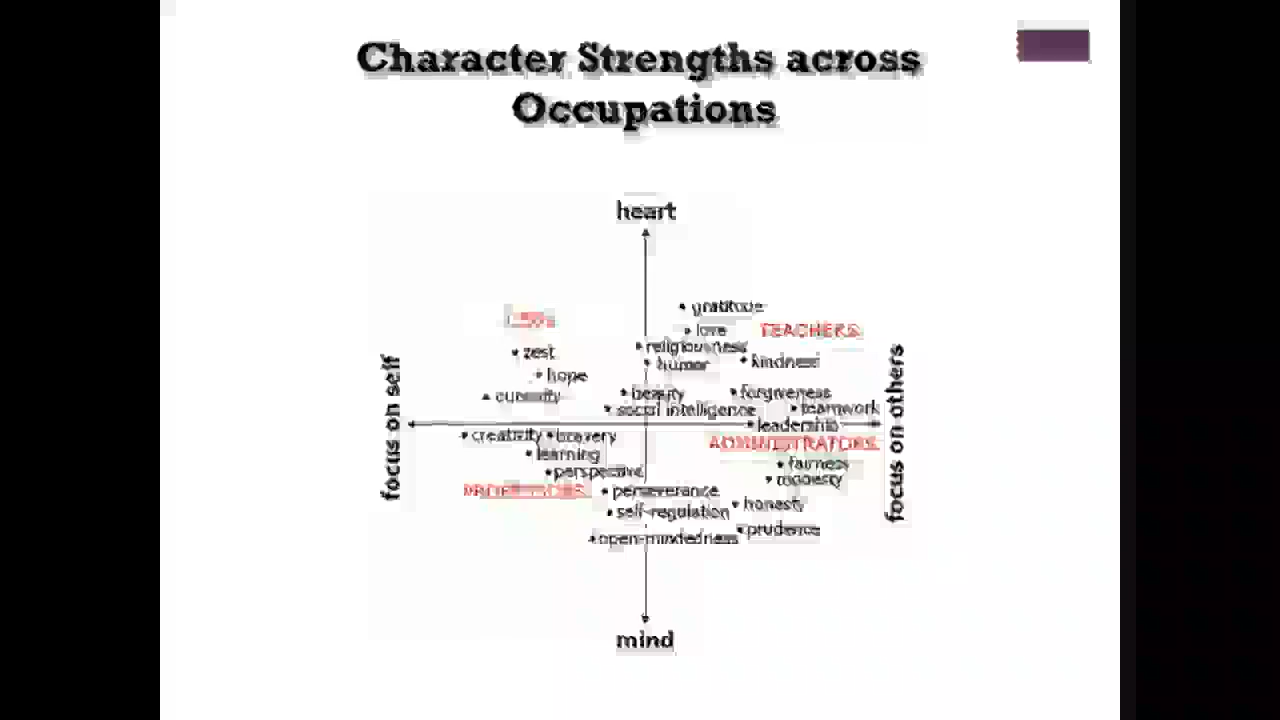 Character Strengths across
Occupations
heart
gratitude
love
TEACHERS
religiousness
zest
humor
kindness
hope
curiosity
beauty
forgiveness
social intelligence
teamwork
leadership
focus on self
focus on others
creativity
bravery
ADMINISTRATORS
learning
fairness
perspective
modesty
perseverance
honesty
self-regulation
prudence
open-mindedness
mind